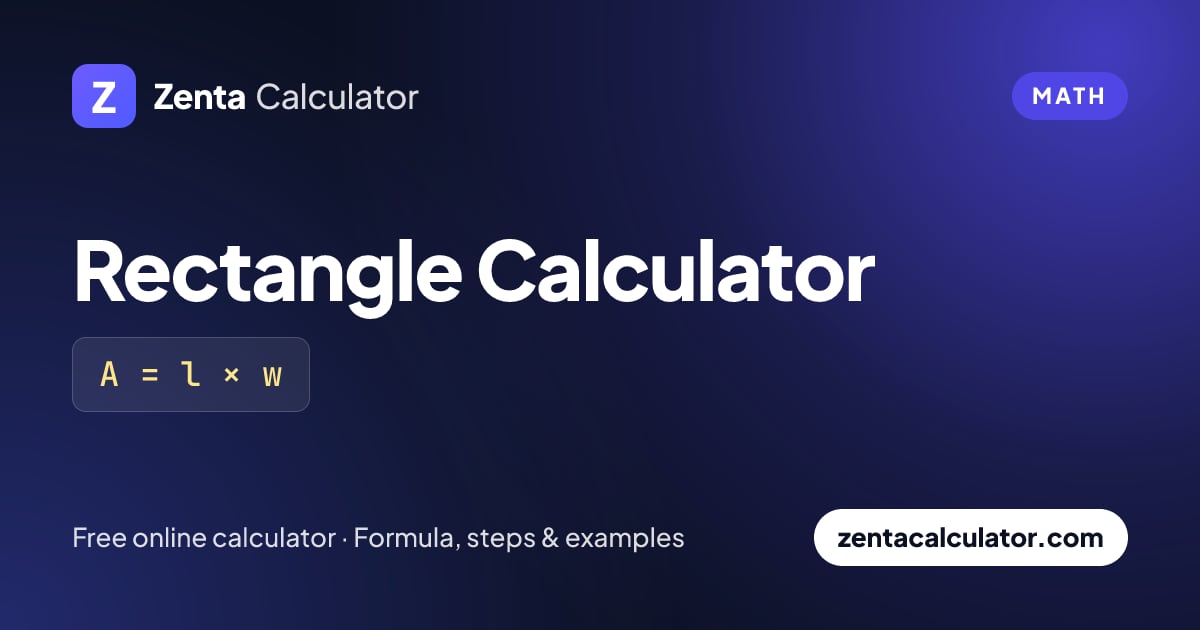 Z Zenta Calculator
MATH
Rectangle Calculator
A = l × w
Free online calculator · Formula, steps & examples
zentacalculator.com